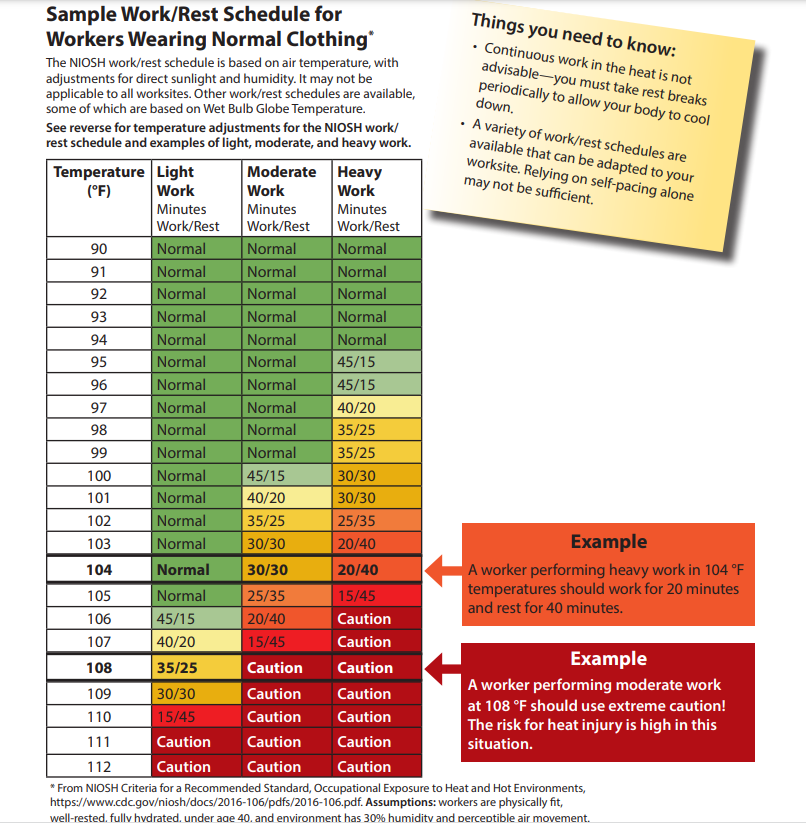 Sample Work/Rest Schedule for
Workers Wearing Normal Clothing*
The NIOSH work/rest schedule is based on air temperature, with
adjustments for direct sunlight and humidity. It may not be
applicable to all worksites. Other work/rest schedules are available,
some of which are based on Wet Bulb Globe Temperature.
See reverse for temperature adjustments for the NIOSH work/
rest schedule and examples of light, moderate, and heavy work.
Things you need to know:
• Continuous work in the heat is not
advisable—you must take rest breaks
periodically to allow your body to cool
down.
• A variety of work/rest schedules are
available that can be adapted to your
worksite. Relying on self-pacing alone
may not be sufficient.
Temperature Light Moderate Heavy
(°F) Work Work Work
Minutes Minutes Minutes
Work/Rest Work/Rest Work/Rest
90 Normal Normal Normal
91 Normal Normal Normal
92 Normal Normal Normal
93 Normal Normal Normal
94 Normal Normal Normal
95 Normal Normal 45/15
96 Normal Normal 45/15
97 Normal Normal 40/20
98 Normal Normal 35/25
99 Normal Normal 35/25
100 Normal 45/15 30/30
101 Normal 40/20 30/30
102 Normal 35/25 25/35
103 Normal 30/30 20/40
104 Normal 30/30 20/40
105 Normal 25/35 15/45
106 45/15 20/40 Caution
107 40/20 15/45 Caution
108 35/25 Caution Caution
109 30/30 Caution Caution
110 15/45 Caution Caution
111 Caution Caution Caution
112 Caution Caution Caution
Example
A worker performing heavy work in 104 °F
temperatures should work for 20 minutes
and rest for 40 minutes.
Example
A worker performing moderate work
at 108 °F should use extreme caution!
The risk for heat injury is high in this
situation.
* From NIOSH Criteria for a Recommended Standard, Occupational Exposure to Heat and Hot Environments,
https://www.cdc.gov/niosh/docs/2016-106/pdfs/2016-106.pdf. Assumptions: workers are physically fit,
well-rested, fully hydrated, under age 40, and environment has 30% humidity and perceptible air movement.